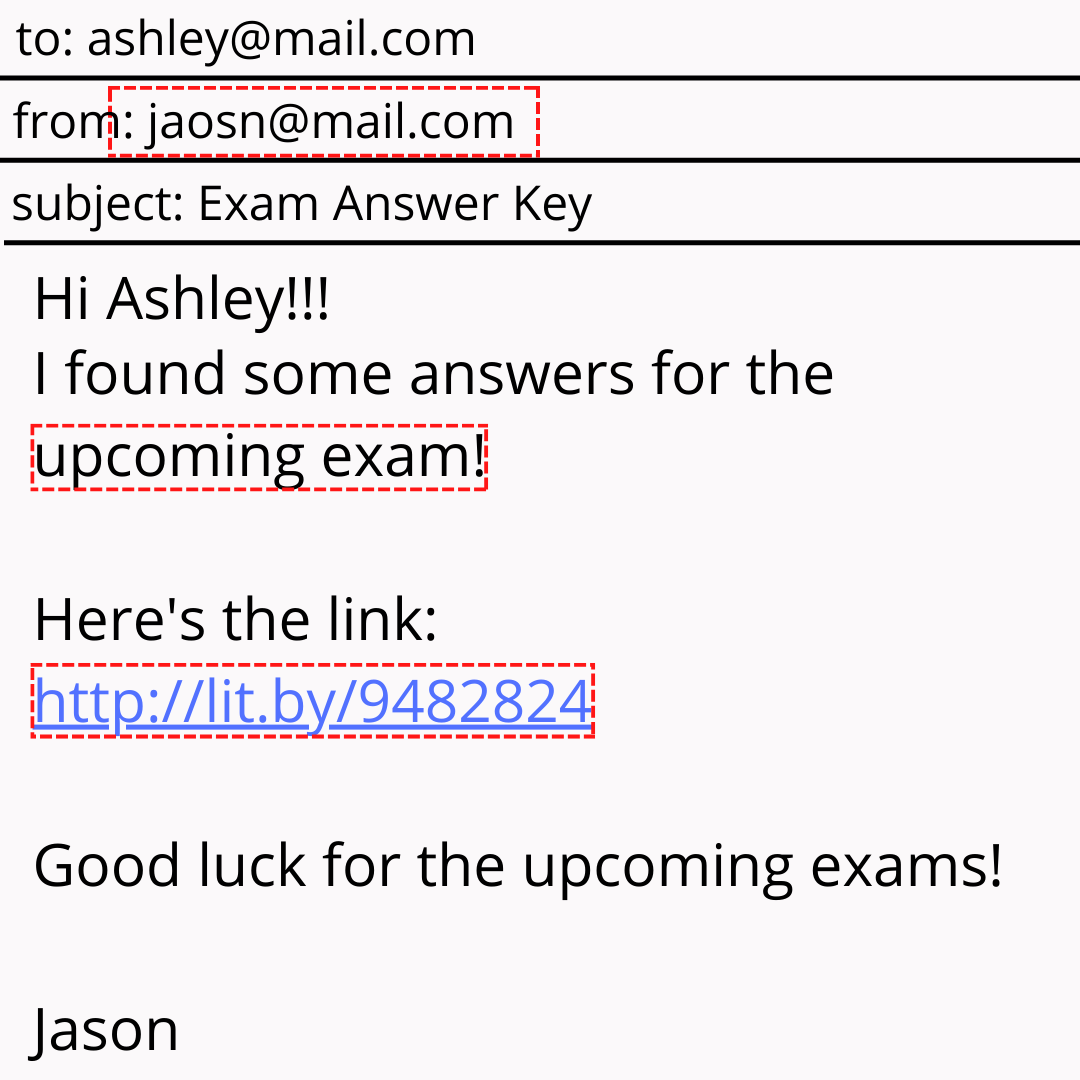 to: ashley@mail.com
from: jaosn@mail.com
subject: Exam Answer Key
Hi Ashley!!!
I found some answers for the
upcoming exam!
Here's the link:
http://lit.by/9482824
Good luck for the upcoming exams!
Jason